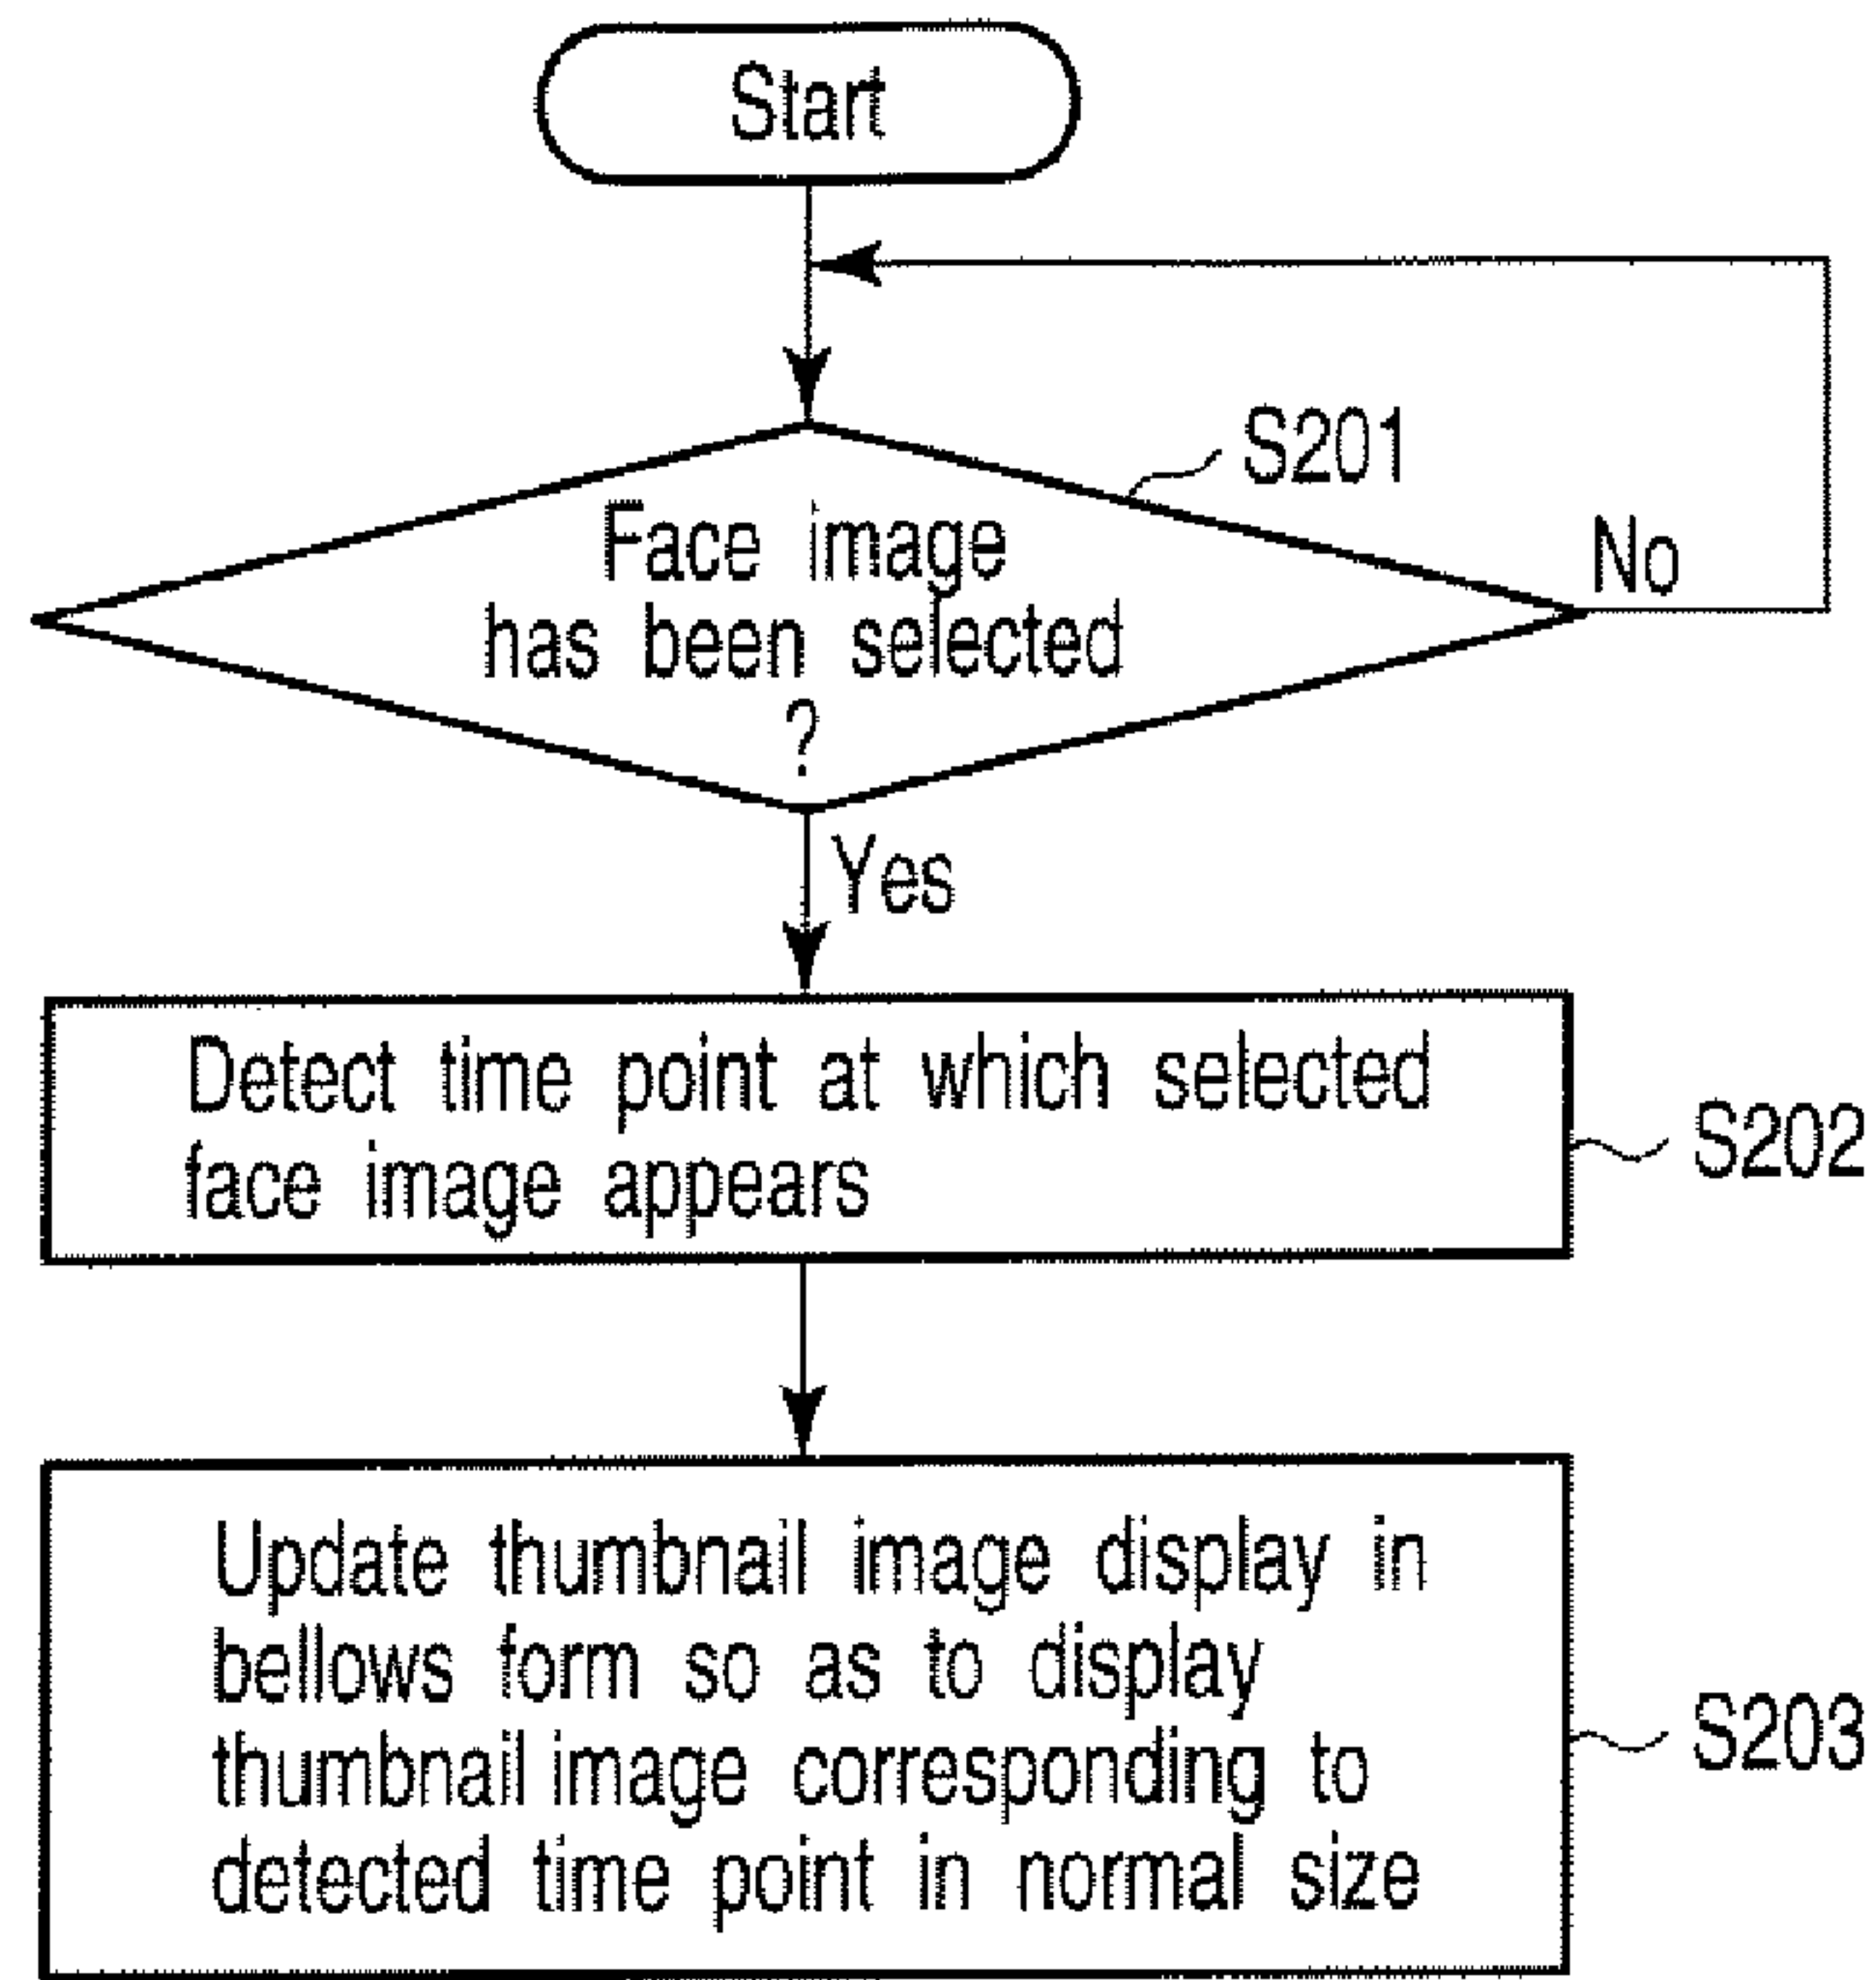 Start
S201
Face image
has been selected
?
No
Yes
Detect time point at which selected
face image appears
S202
Update thumbnail image display in
bellows form so as to display
thumbnail image corresponding to
detected time point in normal size
S203